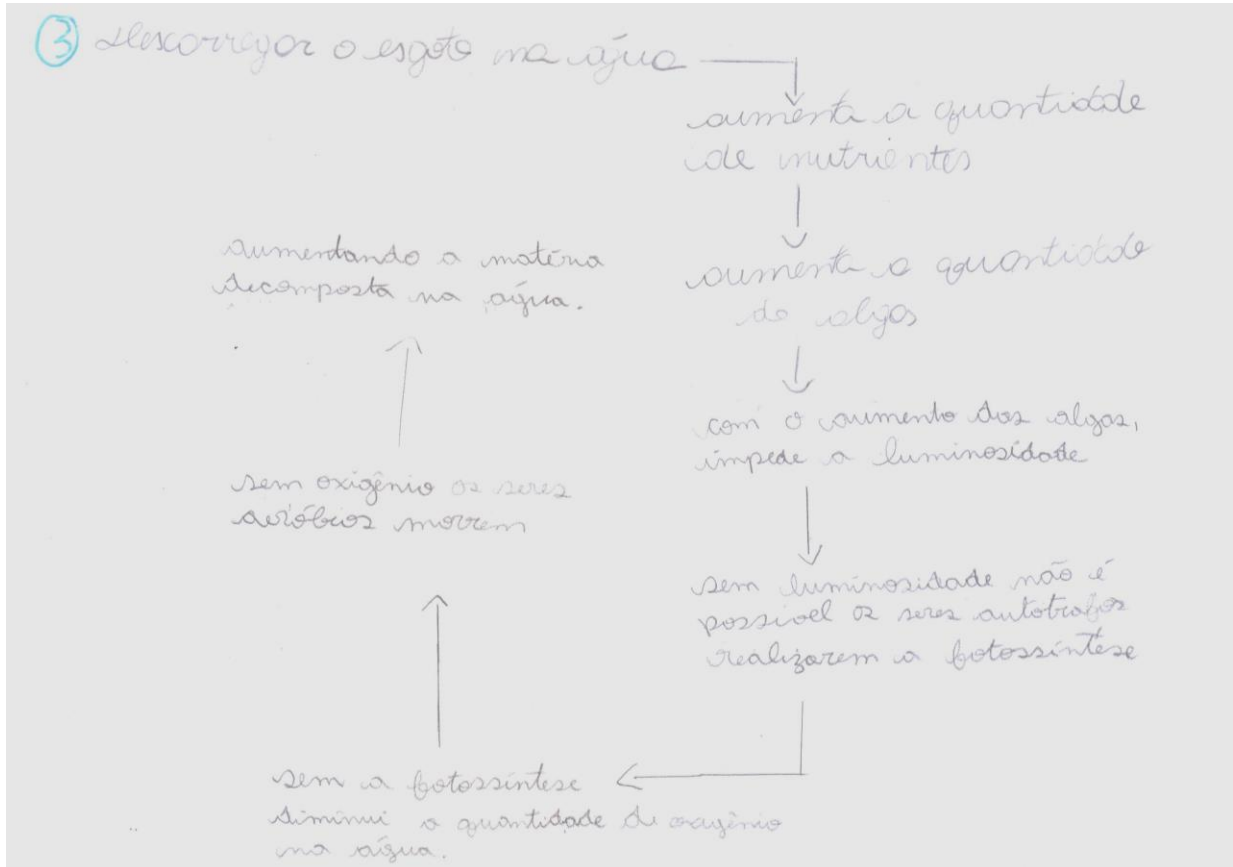 ③ Descarregar o esgoto na água
aumenta a quantidade
de nutrientes
aumenta a quantidade
de algas
com o aumento das algas,
impede a luminosidade
sem luminosidade não é
possivel os seres autotrofos
realizarem a fotossíntese
sem a fotossíntese
diminui a quantidade de oxigênio
na água.
sem oxigênio os seres
aeróbios morrem
aumentando a matéria
decomposta na água.